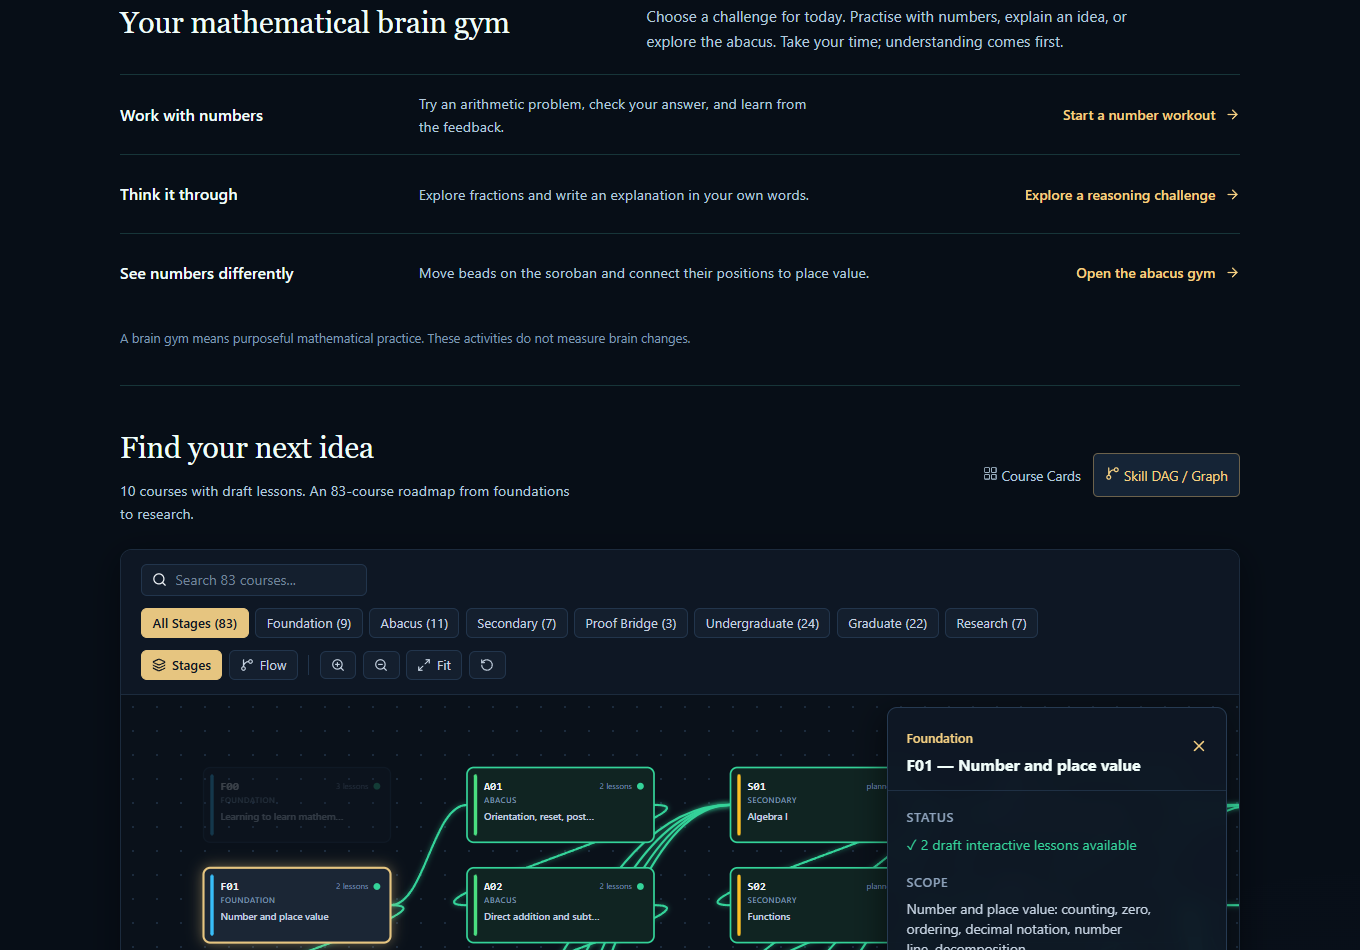 Your mathematical brain gym
Choose a challenge for today. Practise with numbers, explain an idea, or
explore the abacus. Take your time; understanding comes first.
Work with numbers
Try an arithmetic problem, check your answer, and learn from
the feedback.
Start a number workout →
Think it through
Explore fractions and write an explanation in your own words.
Explore a reasoning challenge →
See numbers differently
Move beads on the soroban and connect their positions to place value.
Open the abacus gym →
A brain gym means purposeful mathematical practice. These activities do not measure brain changes.
Find your next idea
10 courses with draft lessons. An 83-course roadmap from foundations
to research.
Course Cards
Skill DAG / Graph
Search 83 courses...
All Stages (83)
Foundation (9)
Abacus (11)
Secondary (7)
Proof Bridge (3)
Undergraduate (24)
Graduate (22)
Research (7)
Stages
Flow
Fit
F00
3 lessons
FOUNDATION
Learning to learn mathem...
A01
2 lessons
ABACUS
Orientation, reset, post...
S01
plann
SECONDARY
Algebra I
F01
2 lessons
FOUNDATION
Number and place value
A02
2 lessons
ABACUS
Direct addition and subt...
S02
plann
SECONDARY
Functions
Foundation
F01 — Number and place value
STATUS
✓ 2 draft interactive lessons available
SCOPE
Number and place value: counting, zero,
ordering, decimal notation, number
line, decomposition